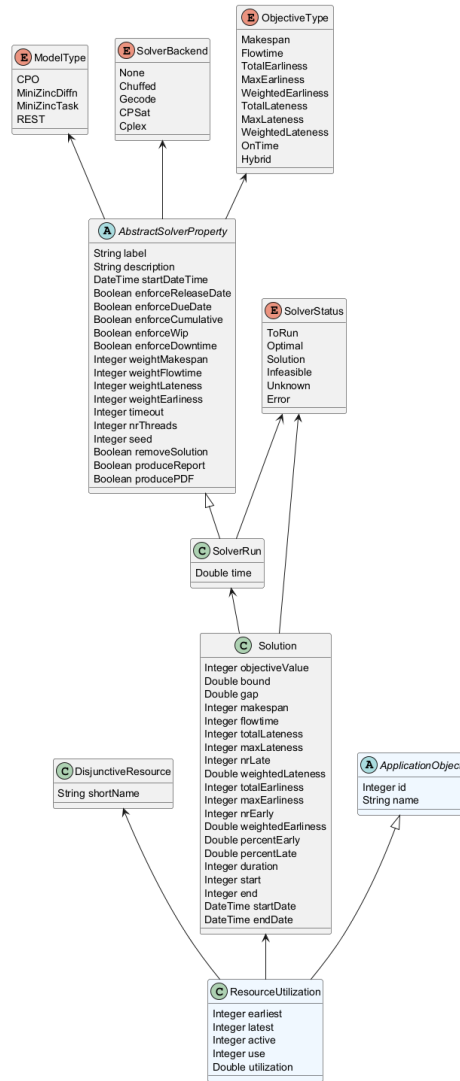 E ObjectiveType
Makespan
Flowtime
TotalEarliness
MaxEarliness
WeightedEarliness
TotalLateness
MaxLateness
WeightedLateness
OnTime
Hybrid
E ModelType
CPO
MiniZincDiffn
MiniZincTask
REST
E SolverBackend
None
Chuffed
Gecode
CPSat
Cplex
A AbstractSolverProperty
String label
String description
DateTime startDateTime
Boolean enforceReleaseDate
Boolean enforceDueDate
Boolean enforceCumulative
Boolean enforceWip
Boolean enforceDowntime
Integer weightMakespan
Integer weightFlowtime
Integer weightLateness
Integer weightEarliness
Integer timeout
Integer nrThreads
Integer seed
Boolean removeSolution
Boolean produceReport
Boolean producePDF
E SolverStatus
ToRun
Optimal
Solution
Infeasible
Unknown
Error
C SolverRun
Double time
C Solution
Integer objectiveValue
Double bound
Double gap
Integer makespan
Integer flowtime
Integer totalLateness
Integer maxLateness
Integer nrLate
Double weightedLateness
Integer totalEarliness
Integer maxEarliness
Integer nrEarly
Double weightedEarliness
Double percentEarly
Double percentLate
Integer duration
Integer start
Integer end
DateTime startDate
DateTime endDate
C DisjunctiveResource
String shortName
A ApplicationObject
Integer id
String name
C ResourceUtilization
Integer earliest
Integer latest
Integer active
Integer use
Double utilization